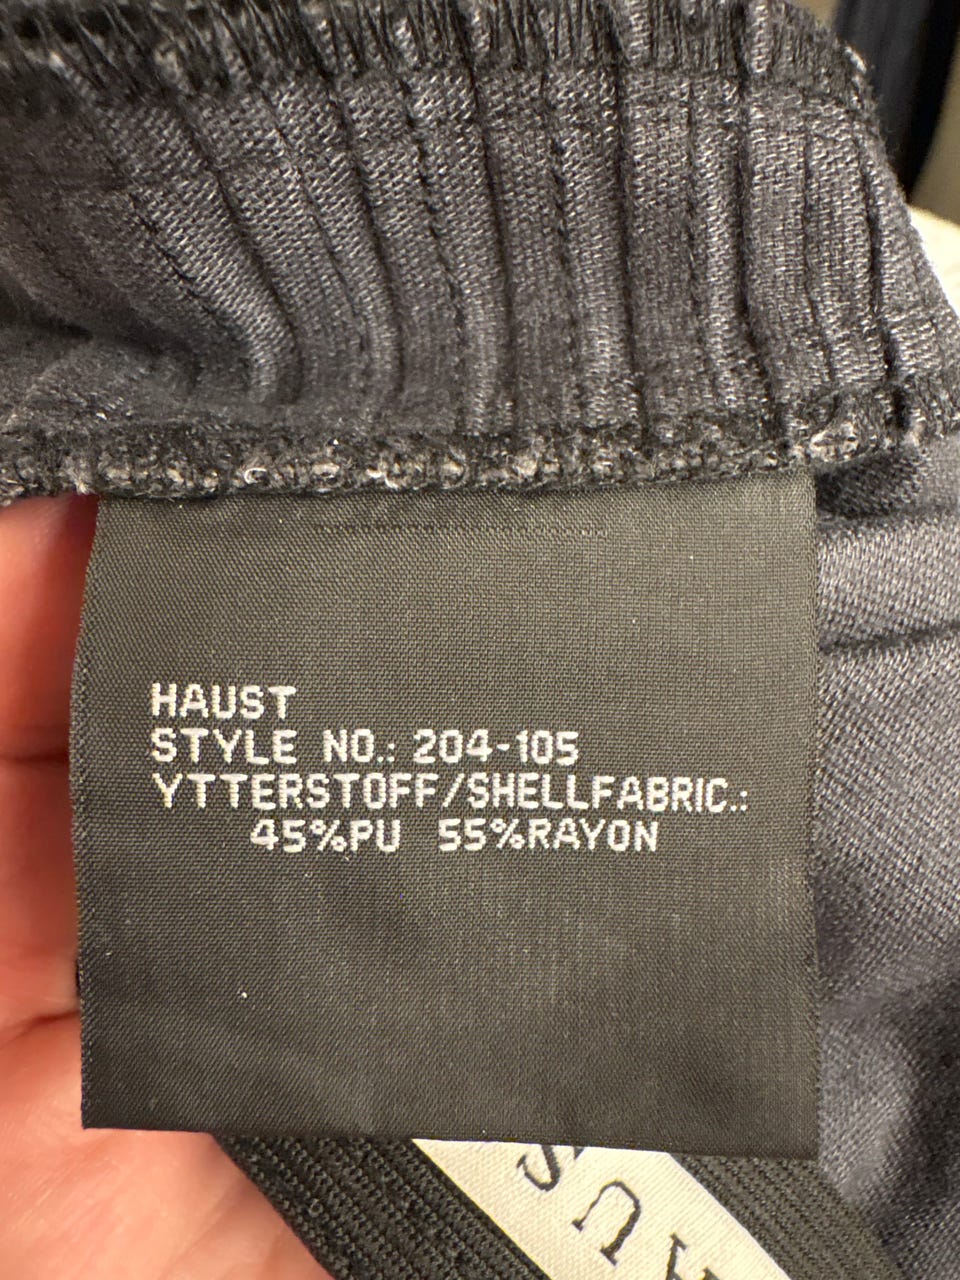 HAUST
STYLE NO.: 204-105
YTTERSTOFF/SHELLFABRIC.:
45%PU 55%RAYON